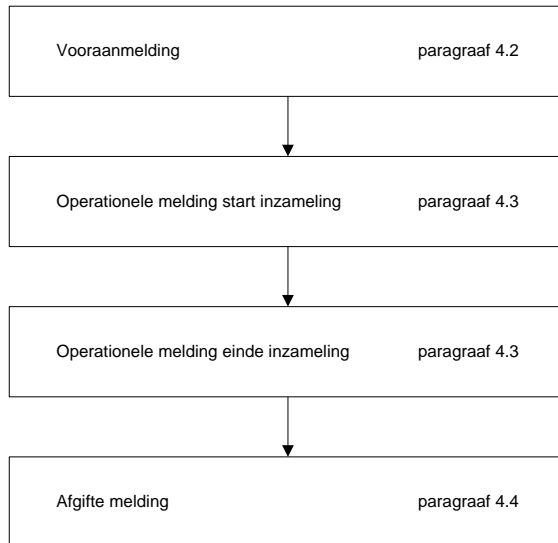 Vooraanmelding paragraaf 4.2
Operationele melding start inzameling paragraaf 4.3
Operationele melding einde inzameling paragraaf 4.3
Afgifte melding paragraaf 4.4